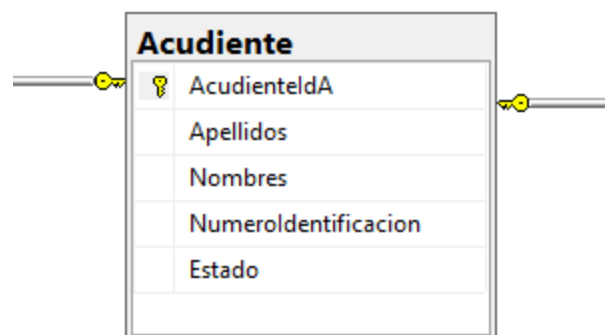 Acudiente
AcudienteIdA
Apellidos
Nombres
NumeroIdentificacion
Estado